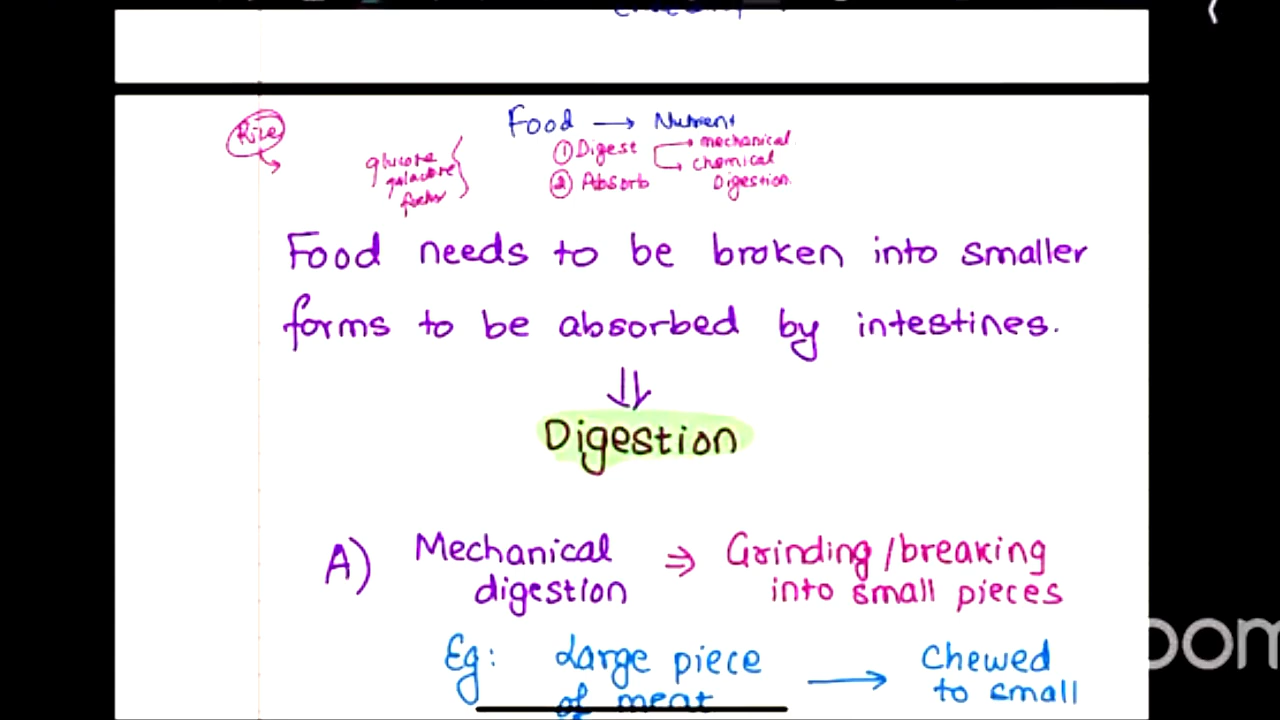 Rice
Food → Nutrient
① Digest → mechanical
→ chemical
Digestion
② Absorb
glucose
galactose
Food needs to be broken into smaller
forms to be absorbed by intestines.
⇓
Digestion
A) Mechanical ⇒ Grinding/breaking
digestion into small pieces
Eg: Large piece → Chewed
of meat to small
oom